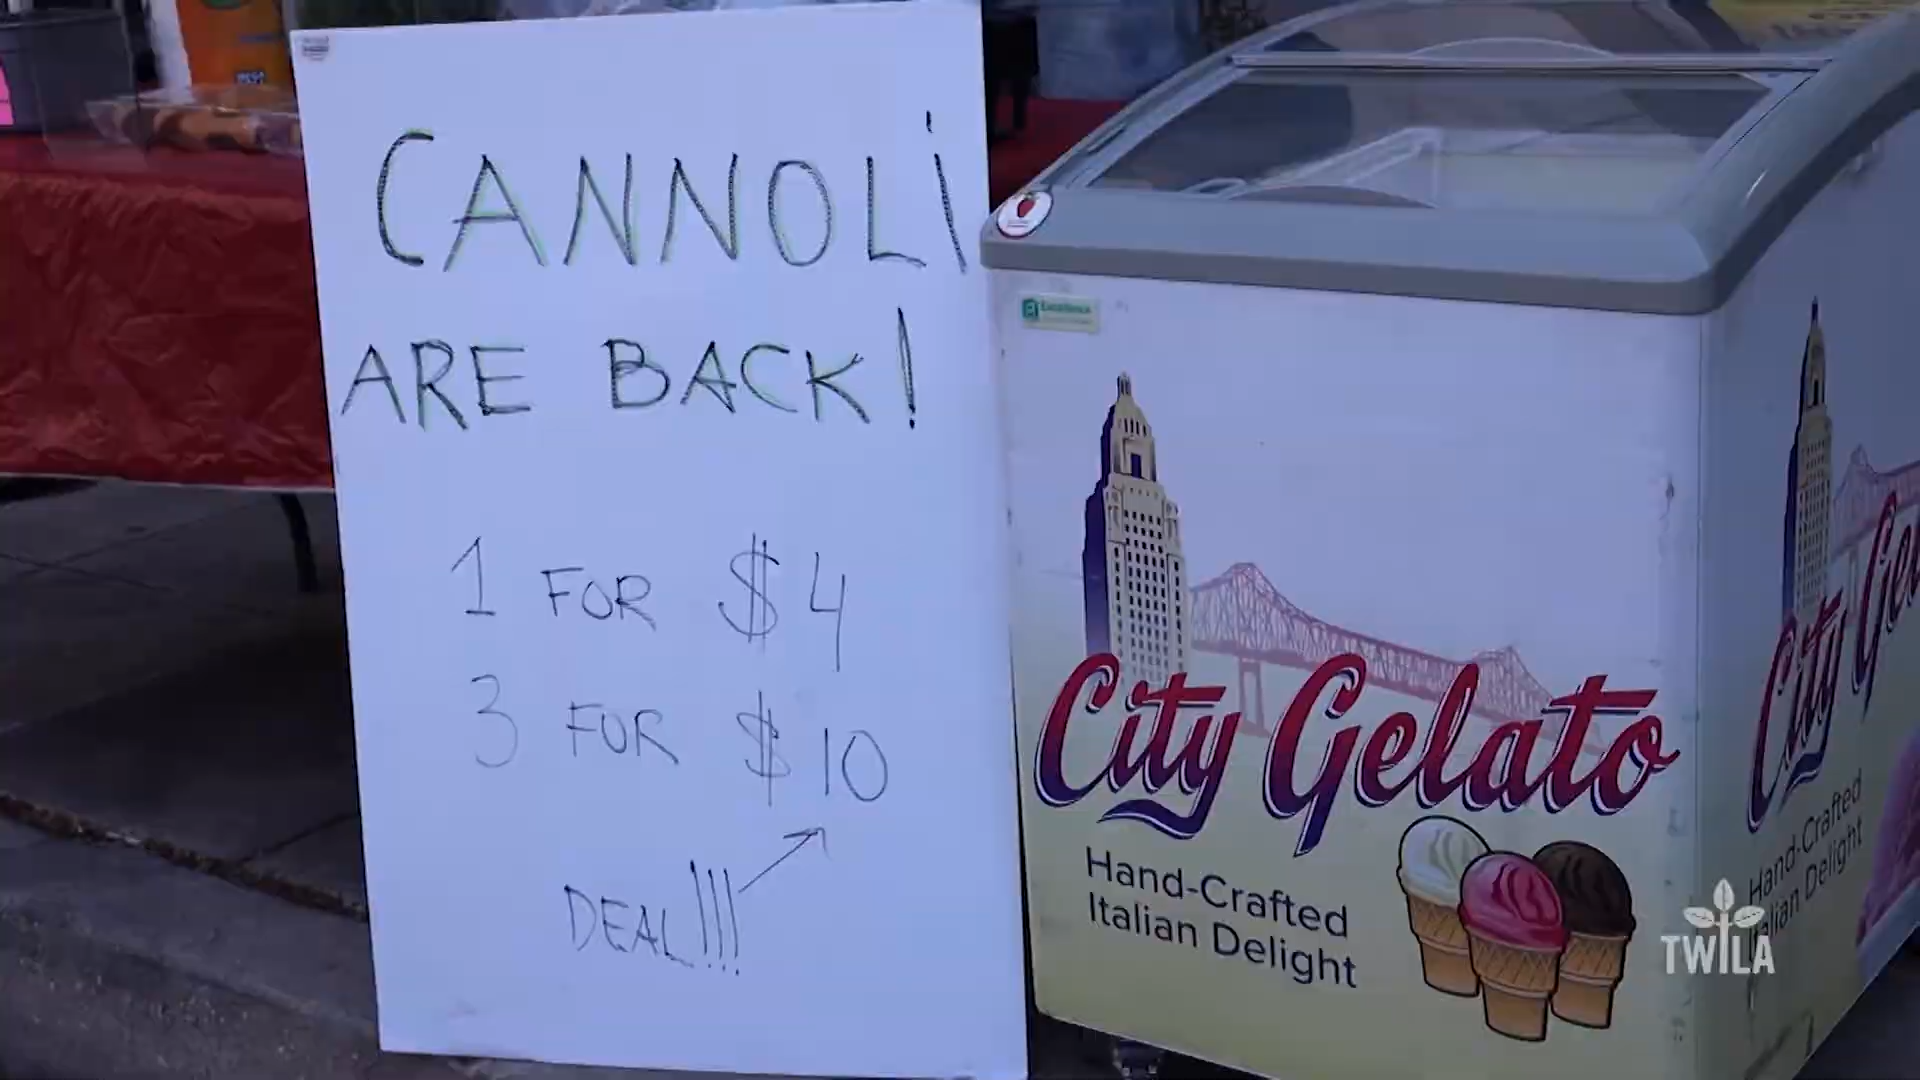 CANNOLi
ARE BACK!
1 FOR $4
3 FOR $10
DEAL!!!
City Gelato
Hand-Crafted
Italian Delight
City Gel
Hand-Crafted
Italian Delight
TWILA